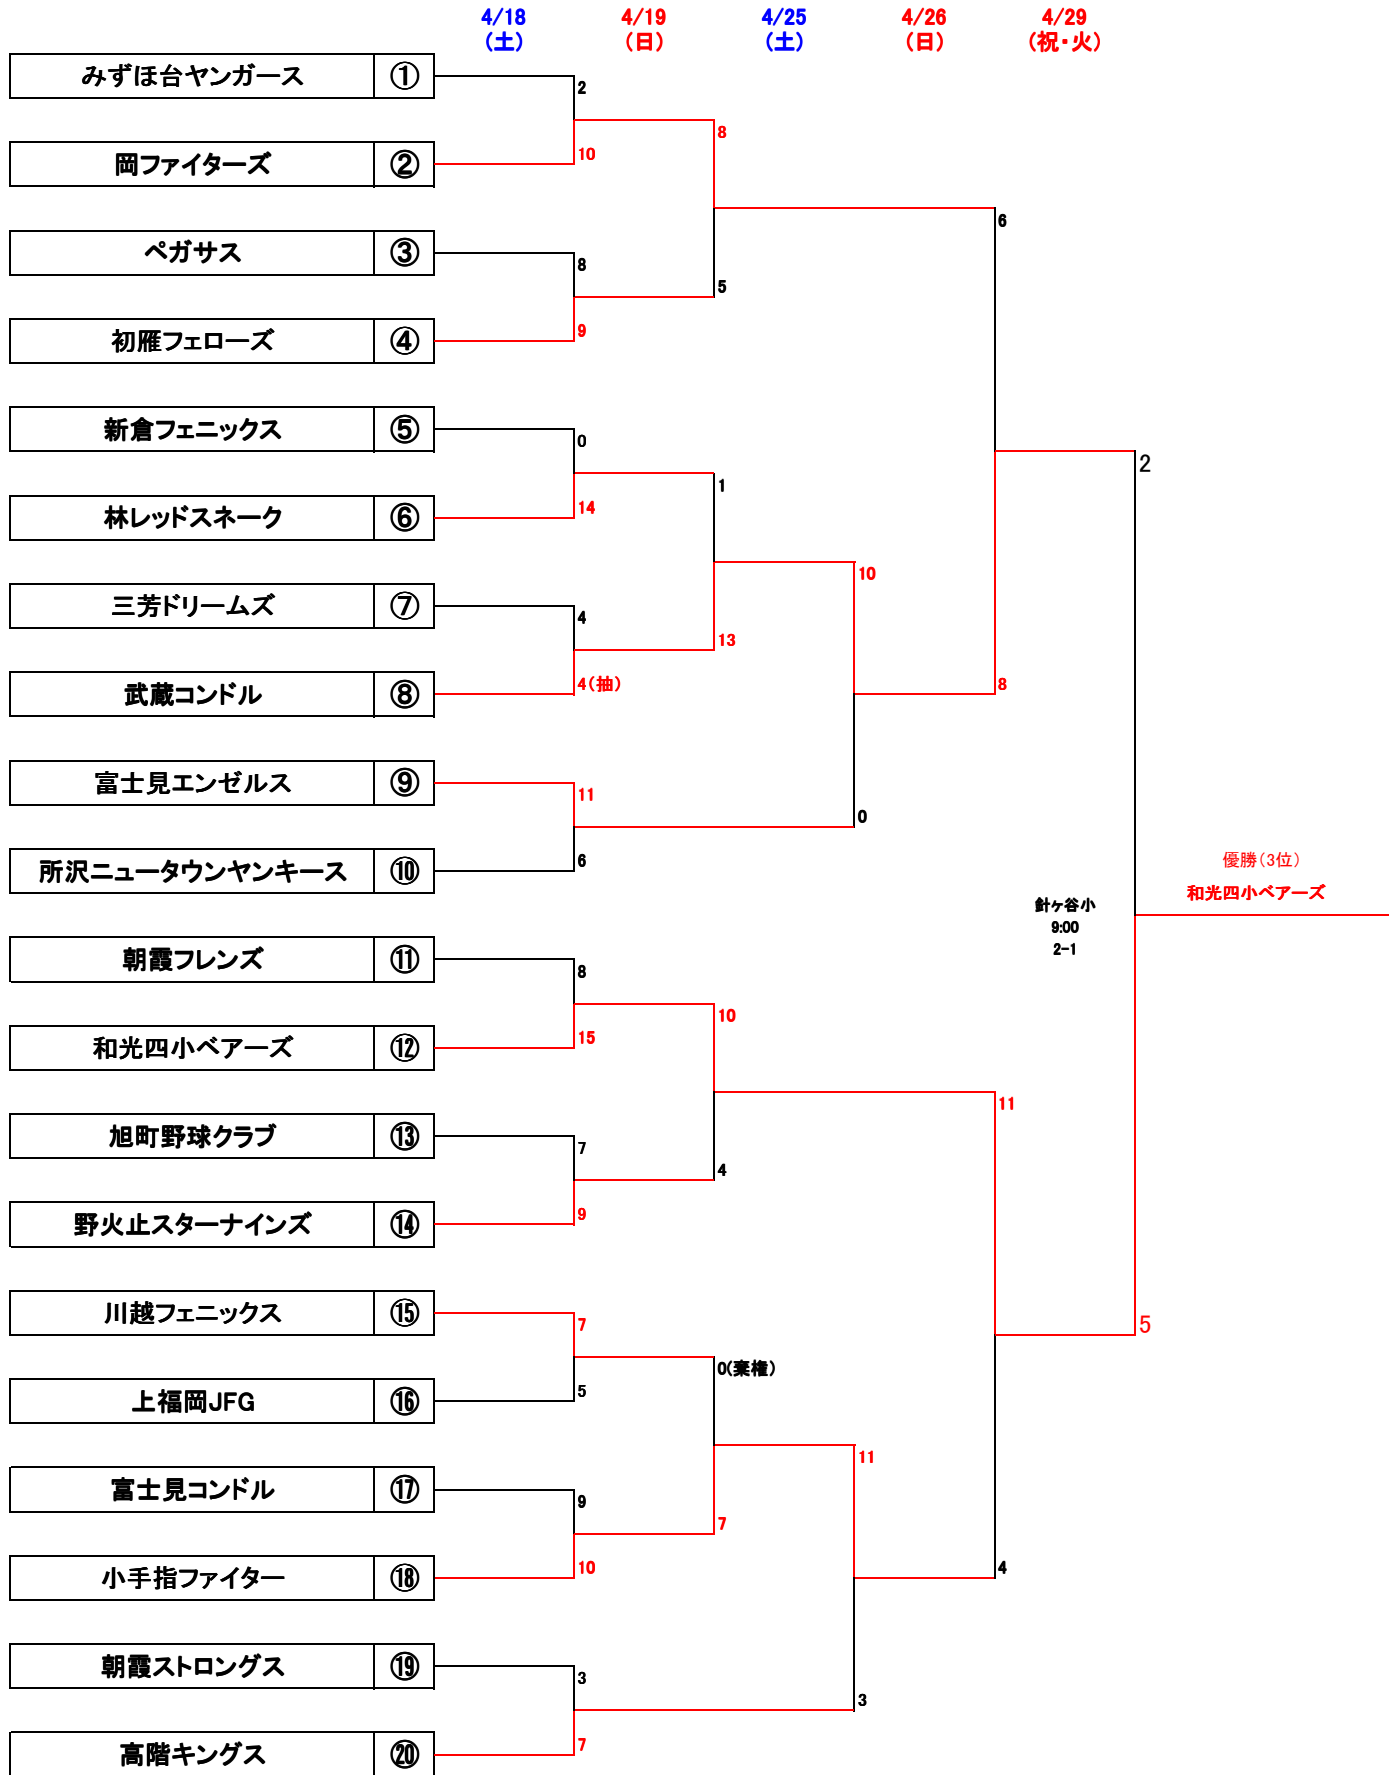 4/18 4/19 4/25 4/26 4/29
(土) (日) (土) (日) (祝・火)
みずほ台ヤンガース ①
2
8
岡ファイターズ ②
10
6
ペガサス ③
8
5
初雁フェローズ ④
9
新倉フェニックス ⑤
0
2
1
林レッドスネーク ⑥
14
10
三芳ドリームズ ⑦
4
13
武蔵コンドル ⑧
4(抽)
8
富士見エンゼルス ⑨
11
0
所沢ニュータウンヤンキース ⑩
6
優勝(3位)
和光四小ベアーズ
針ヶ谷小
9:00
2-1
朝霞フレンズ ⑪
8
10
和光四小ベアーズ ⑫
15
11
旭町野球クラブ ⑬
7
4
野火止スターナインズ ⑭
9
川越フェニックス ⑮
7
5
0(棄権)
上福岡JFG ⑯
5
11
富士見コンドル ⑰
9
7
小手指ファイター ⑱
10
4
朝霞ストロングス ⑲
3
3
高階キングス ⑳
7